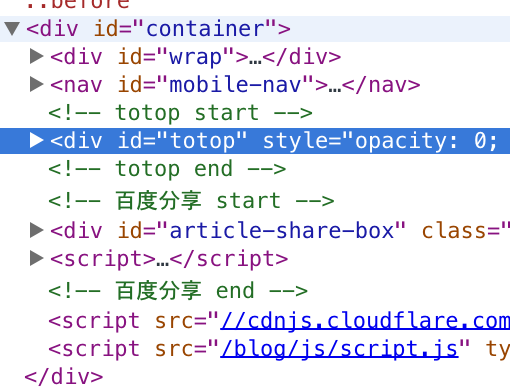 ::before
<div id="container">
<div id="wrap">…</div>
<nav id="mobile-nav">…</nav>
<!-- totop start -->
<div id="totop" style="opacity: 0;
<!-- totop end -->
<!-- 百度分享 start -->
<div id="article-share-box" class="
<script>…</script>
<!-- 百度分享 end -->
<script src="//cdnjs.cloudflare.com
<script src="/blog/js/script.js" ty
</div>